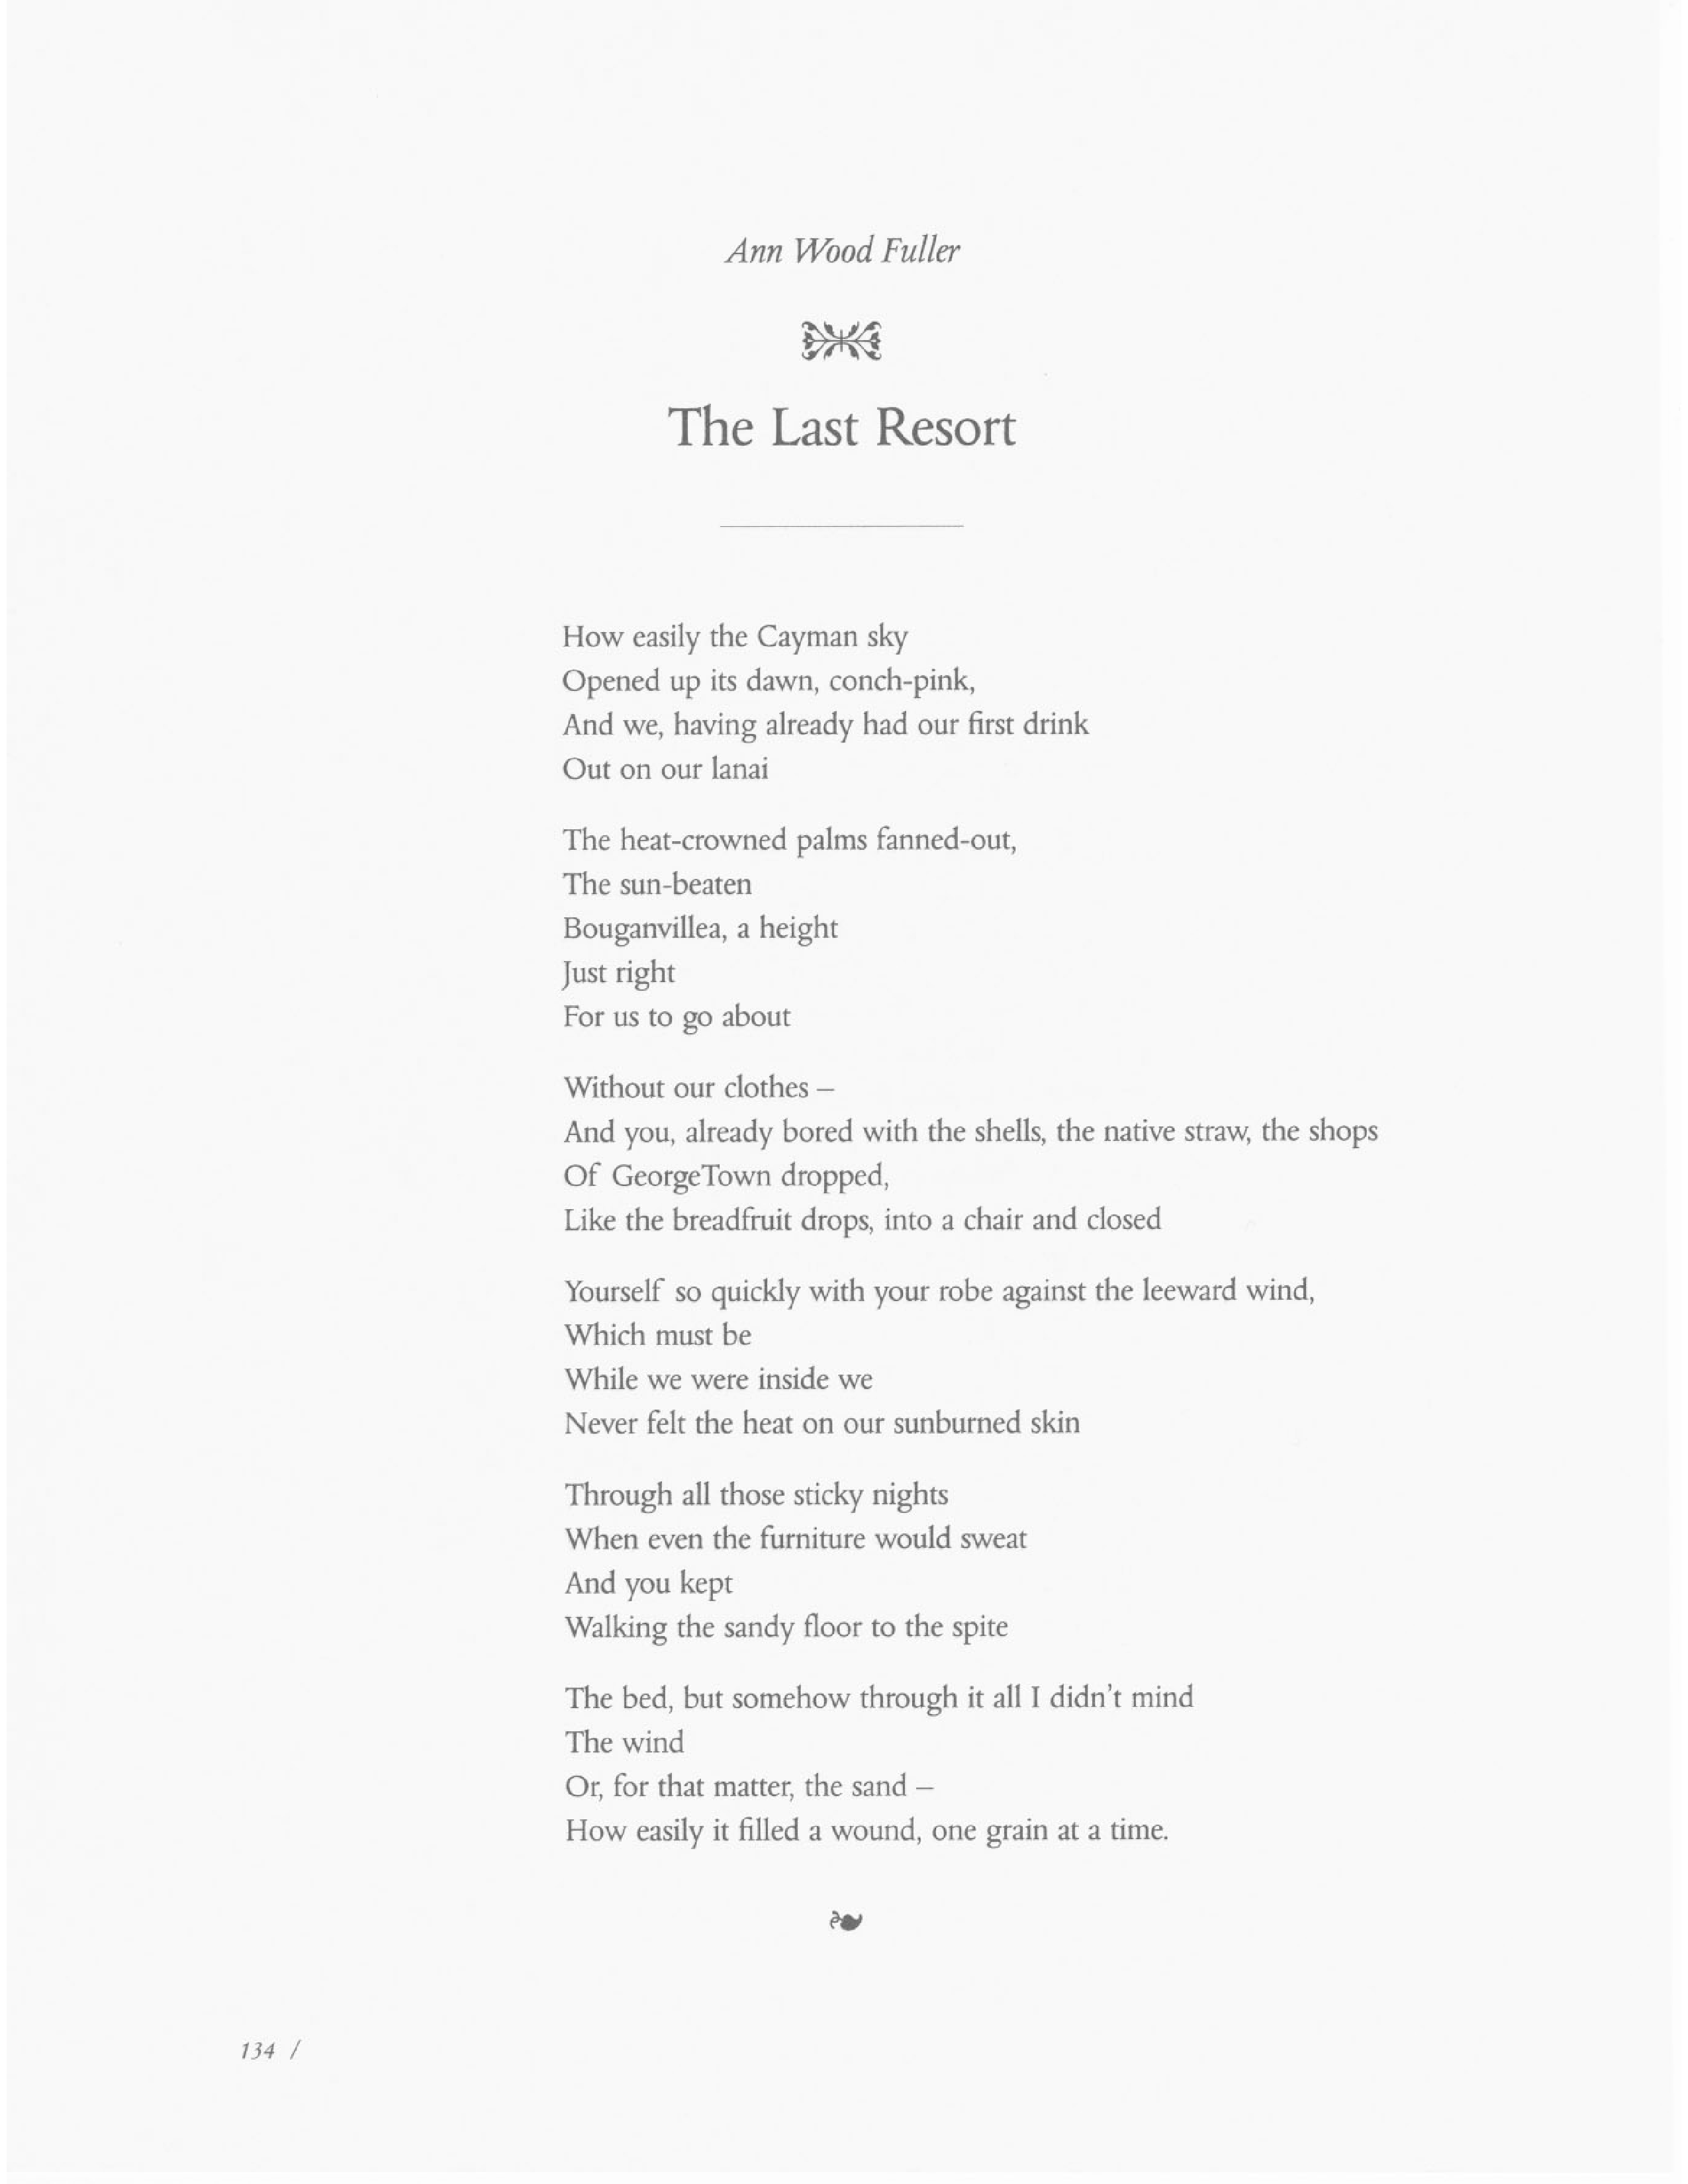 Ann Wood Fuller
The Last Resort
How easily the Cayman sky
Opened up its dawn, conch-pink,
And we, having already had our first drink
Out on our lanai
The heat-crowned palms fanned-out,
The sun-beaten
Bouganvillea, a height
Just right
For us to go about
Without our clothes –
And you, already bored with the shells, the native straw, the shops
Of GeorgeTown dropped,
Like the breadfruit drops, into a chair and closed
Yourself so quickly with your robe against the leeward wind,
Which must be
While we were inside we
Never felt the heat on our sunburned skin
Through all those sticky nights
When even the furniture would sweat
And you kept
Walking the sandy floor to the spite
The bed, but somehow through it all I didn't mind
The wind
Or, for that matter, the sand –
How easily it filled a wound, one grain at a time.
134 /